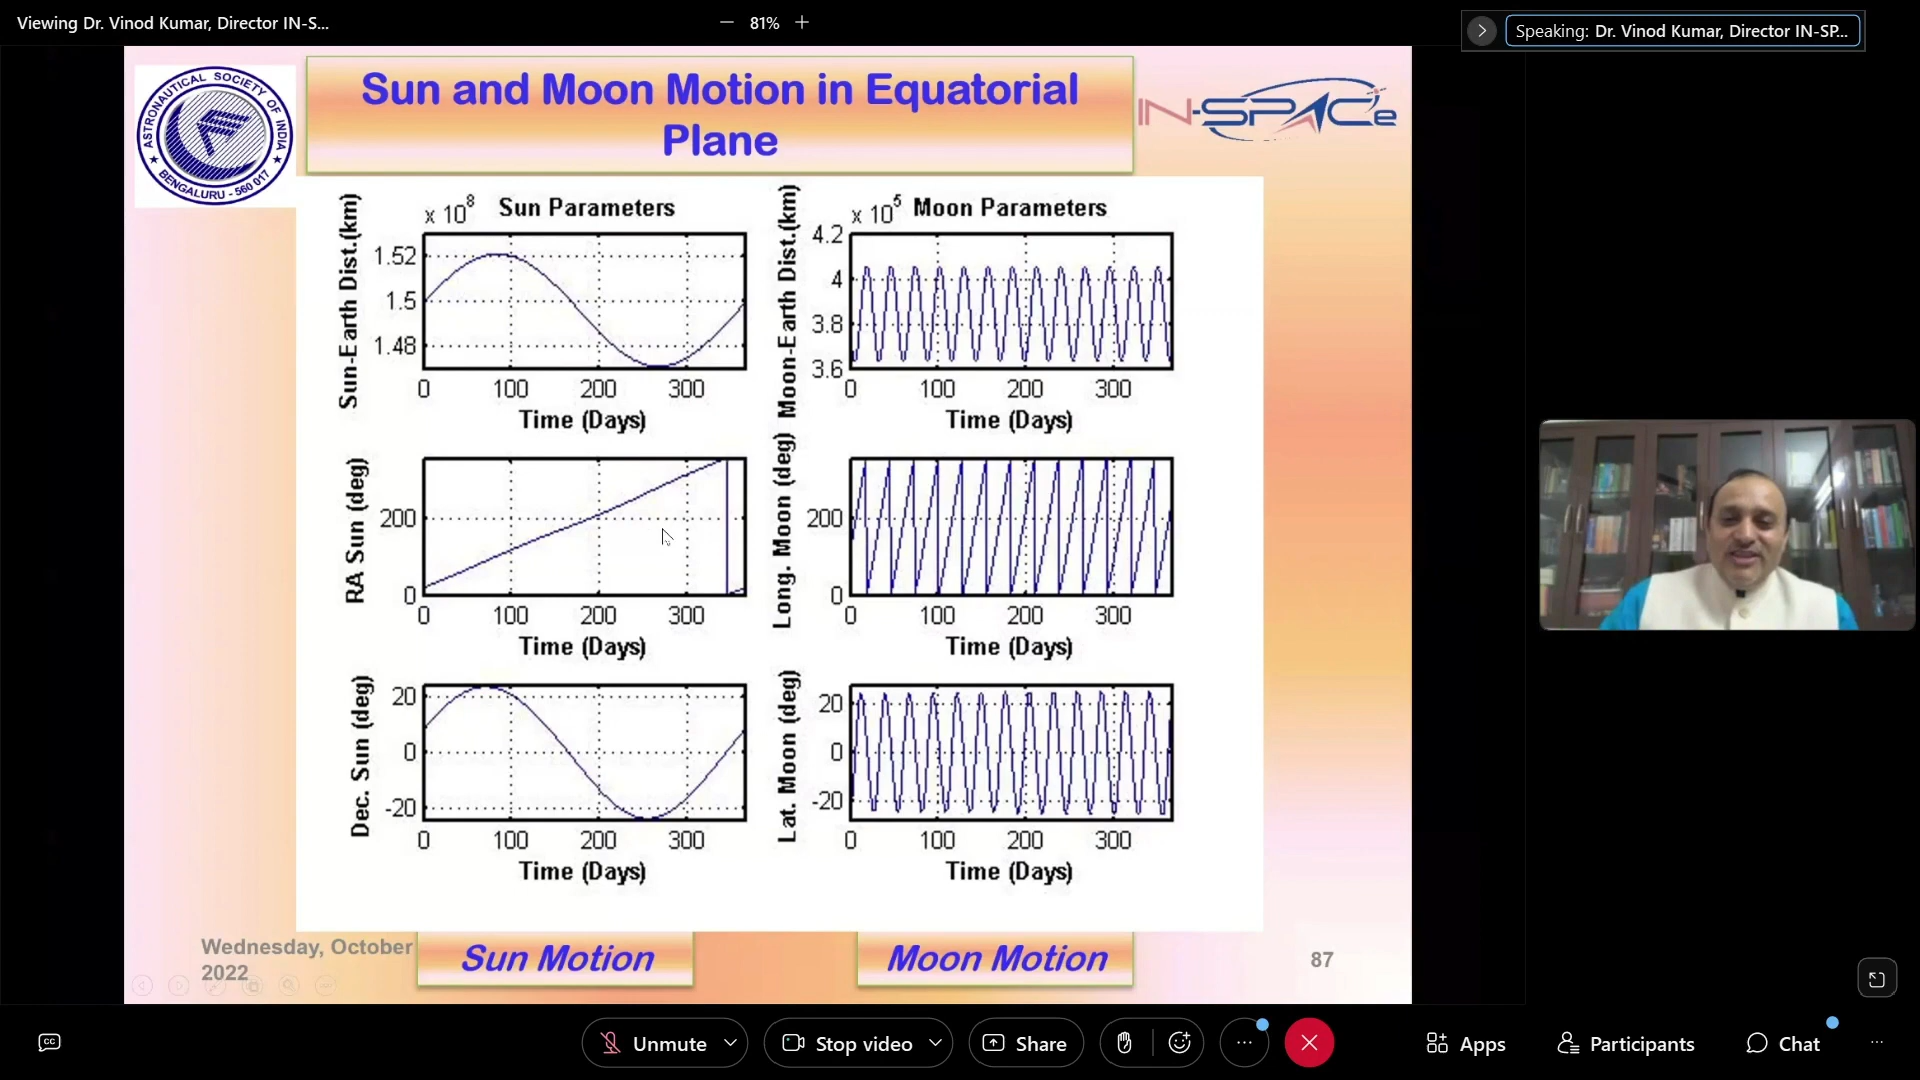 Viewing Dr. Vinod Kumar, Director IN-S...
81%
Speaking: Dr. Vinod Kumar, Director IN-SP...
ASTRONAUTICAL SOCIETY OF INDIA
BENGALURU - 560 017
Sun and Moon Motion in Equatorial
Plane
IN-SPACe
x 10^8 Sun Parameters
Sun-Earth Dist.(km)
1.52
1.5
1.48
0 100 200 300
Time (Days)
x 10^5 Moon Parameters
Moon-Earth Dist.(km)
4.2
4
3.8
3.6
0 100 200 300
Time (Days)
RA Sun (deg)
200
0
0 100 200 300
Time (Days)
Long. Moon (deg)
200
0
0 100 200 300
Time (Days)
Dec. Sun (deg)
20
0
-20
0 100 200 300
Time (Days)
Lat. Moon (deg)
20
0
-20
0 100 200 300
Time (Days)
Wednesday, October
2022
Sun Motion
Moon Motion
87
CC
Unmute
Stop video
Share
Apps
Participants
Chat